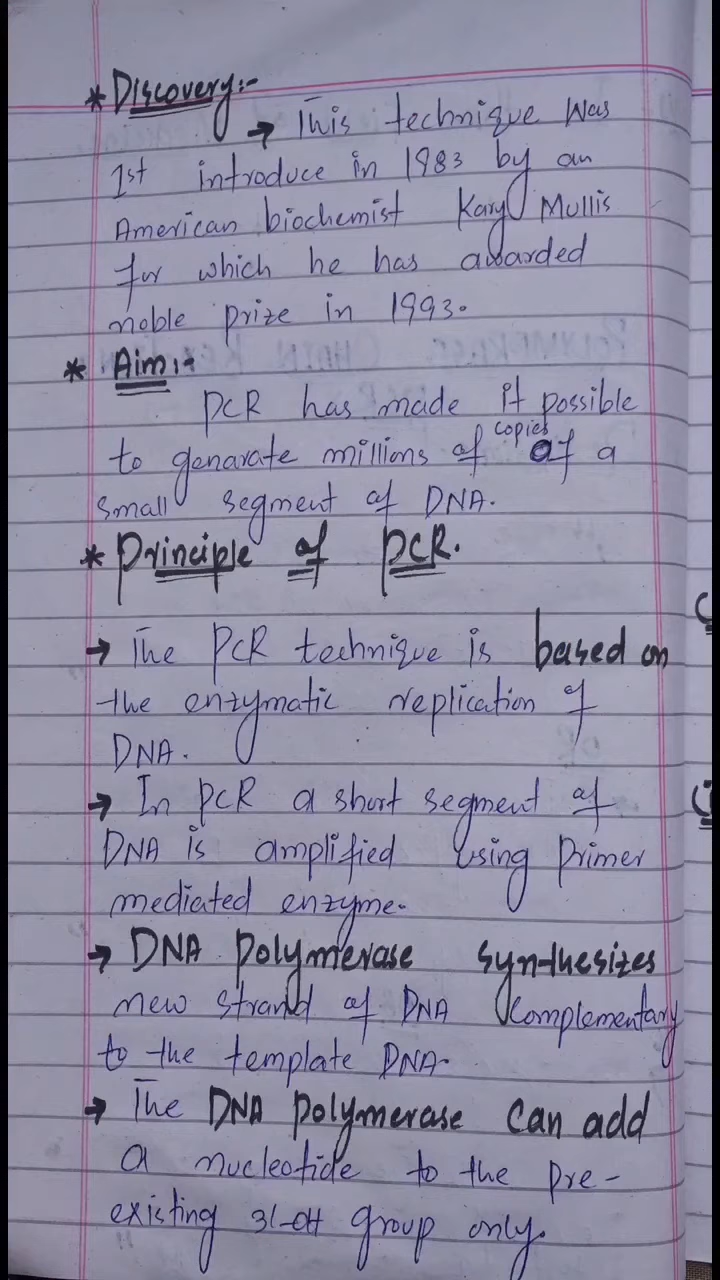 * Discovery:-
→ This technique was
1st introduce in 1983 by an
American biochemist Kary Mullis
for which he has awarded
noble prize in 1993.
* Aim:-
PCR has made it possible
to genarate millions of copies of a
small segment of DNA.
* Principle of PCR.
→ The PCR technique is based on
the enzymatic replication of
DNA.
→ In PCR a short segment of
DNA is amplified using primer
mediated enzyme.
→ DNA Polymerase synthesizes
new strand of DNA complementary
to the template DNA.
→ The DNA polymerase can add
a nucleotide to the pre-
existing 3'-OH group only.